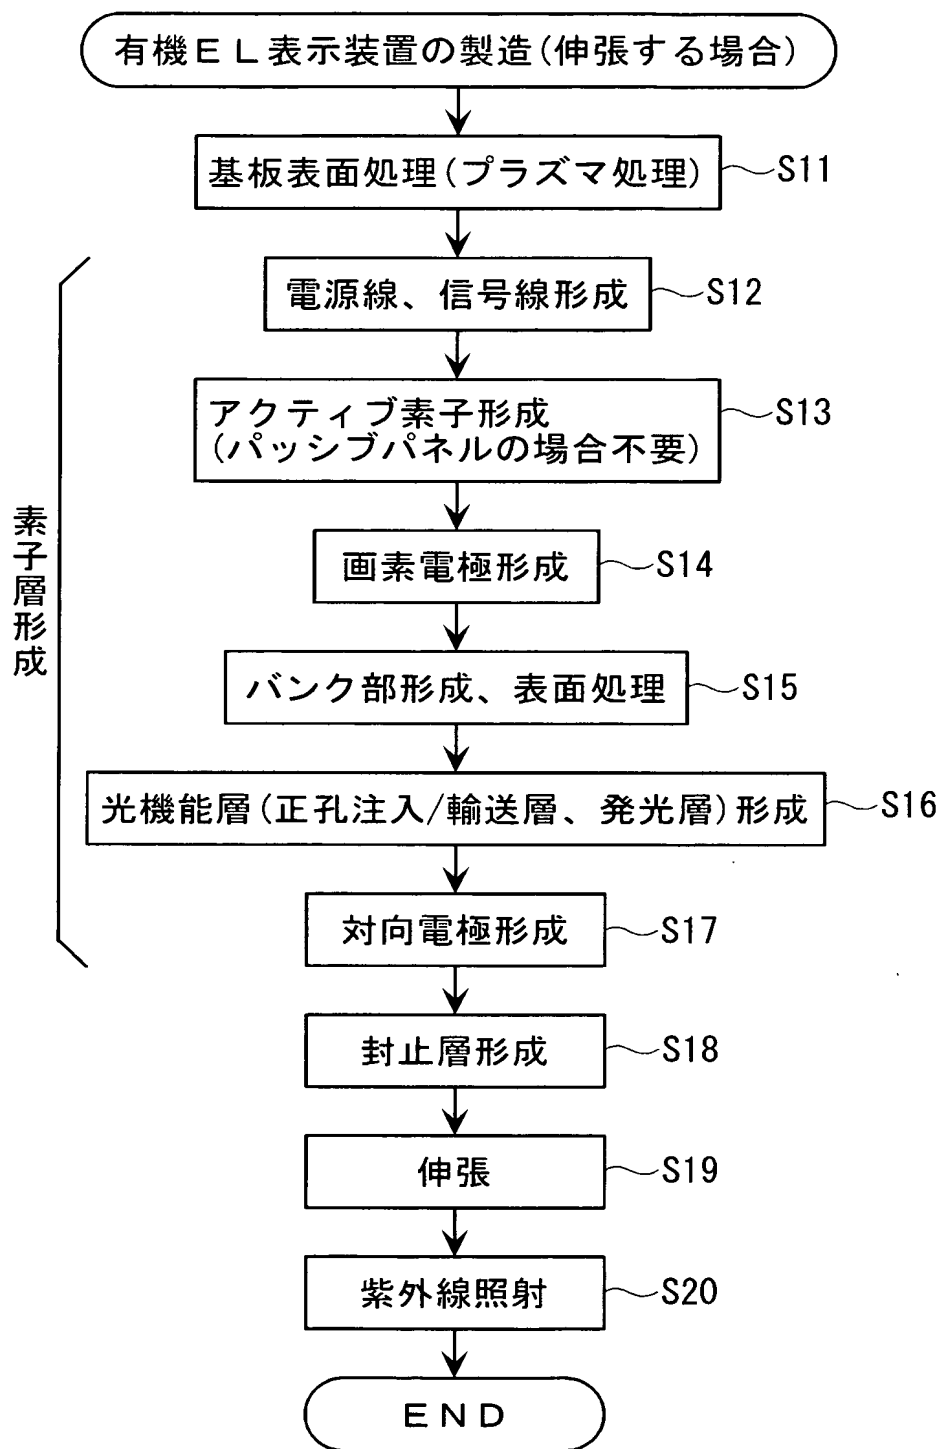 有機EL表示装置の製造(伸張する場合)
基板表面処理(プラズマ処理)
S11
電源線、信号線形成
S12
アクティブ素子形成
(パッシブパネルの場合不要)
S13
画素電極形成
S14
バンク部形成、表面処理
S15
光機能層(正孔注入/輸送層、発光層)形成
S16
対向電極形成
S17
素子層形成
封止層形成
S18
伸張
S19
紫外線照射
S20
END